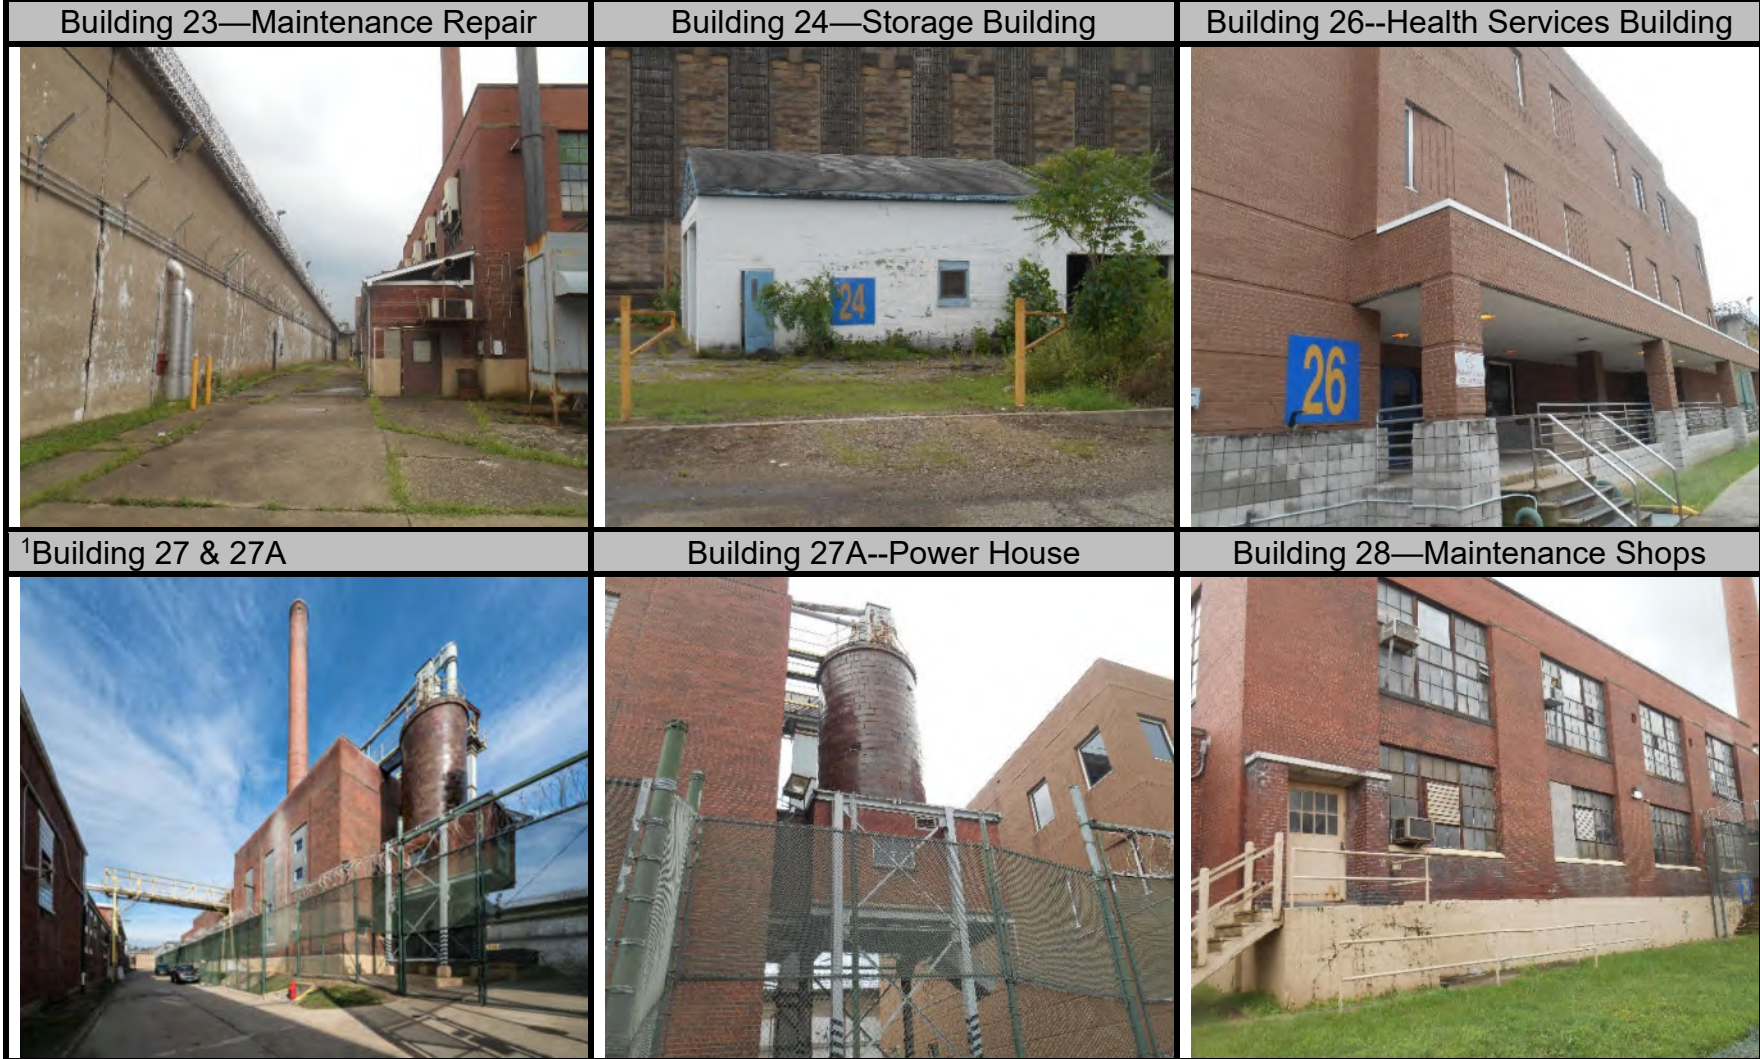 Building 23—Maintenance Repair
Building 24—Storage Building
Building 26--Health Services Building
24
26
¹Building 27 & 27A
Building 27A--Power House
Building 28—Maintenance Shops